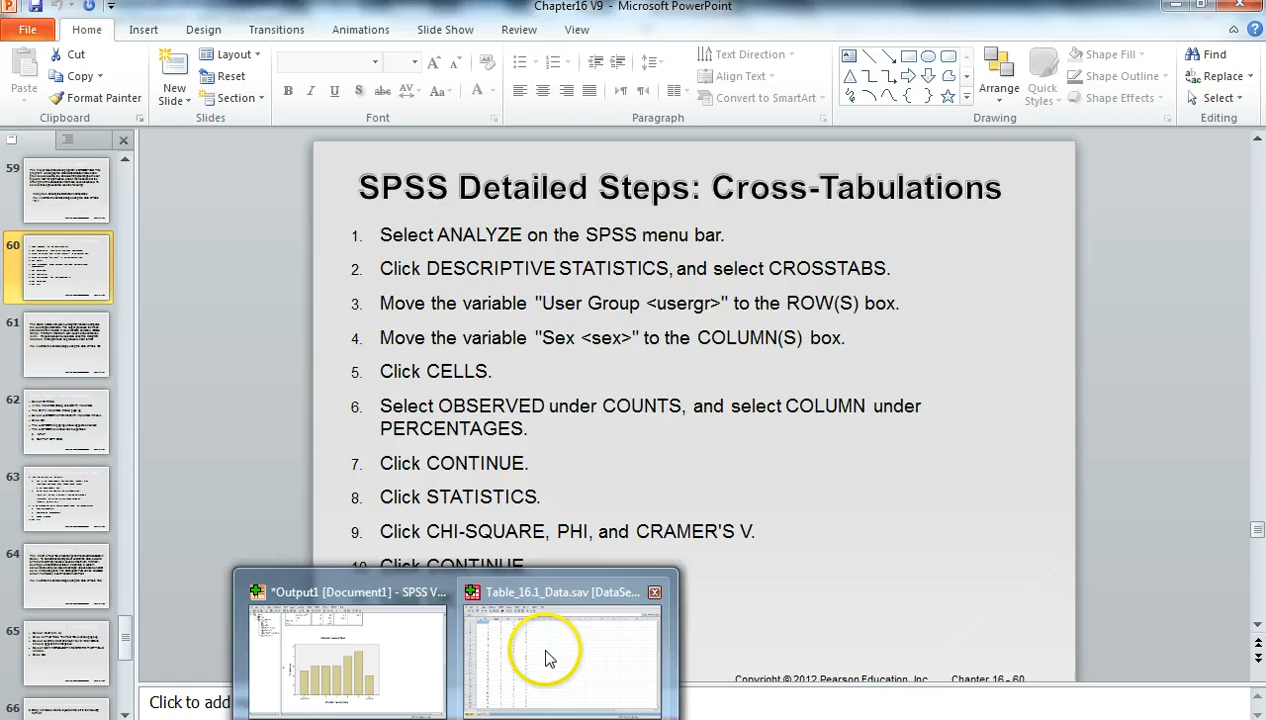 Chapter16 V9 - Microsoft PowerPoint
File Home Insert Design Transitions Animations Slide Show Review View
Cut
Copy
Format Painter
Paste
Clipboard
New
Slide
Layout
Reset
Section
Slides
B I U S abc AV Aa A
Font
Paragraph
Text Direction
Align Text
Convert to SmartArt
Arrange
Quick
Styles
Drawing
Shape Fill
Shape Outline
Shape Effects
Find
Replace
Select
Editing
59
60
61
62
63
64
65
66
SPSS Detailed Steps: Cross-Tabulations
1. Select ANALYZE on the SPSS menu bar.
2. Click DESCRIPTIVE STATISTICS, and select CROSSTABS.
3. Move the variable "User Group <usergr>" to the ROW(S) box.
4. Move the variable "Sex <sex>" to the COLUMN(S) box.
5. Click CELLS.
6. Select OBSERVED under COUNTS, and select COLUMN under
PERCENTAGES.
7. Click CONTINUE.
8. Click STATISTICS.
9. Click CHI-SQUARE, PHI, and CRAMER'S V.
10. Click CONTINUE.
*Output1 [Document1] - SPSS V...
Table_16.1_Data.sav [DataSe...
Copyright © 2012 Pearson Education, Inc. Chapter 16 - 60
Click to add